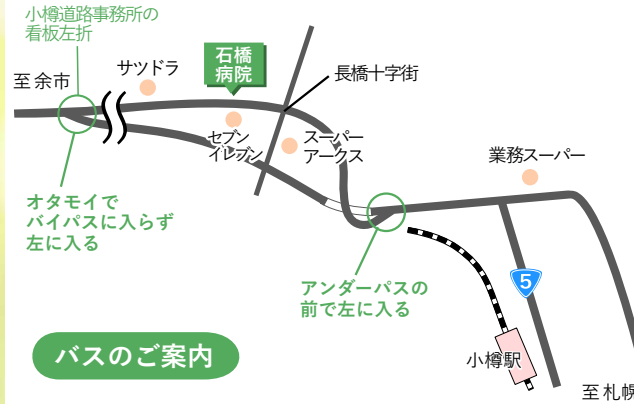 小樽道路事務所の
看板左折
至余市
サツドラ
石橋
病院
長橋十字街
セブン
イレブン
スーパー
アークス
業務スーパー
オタモイで
バイパスに入らず
左に入る
アンダーパスの
前で左に入る
5
バスのご案内
小樽駅
至札幌